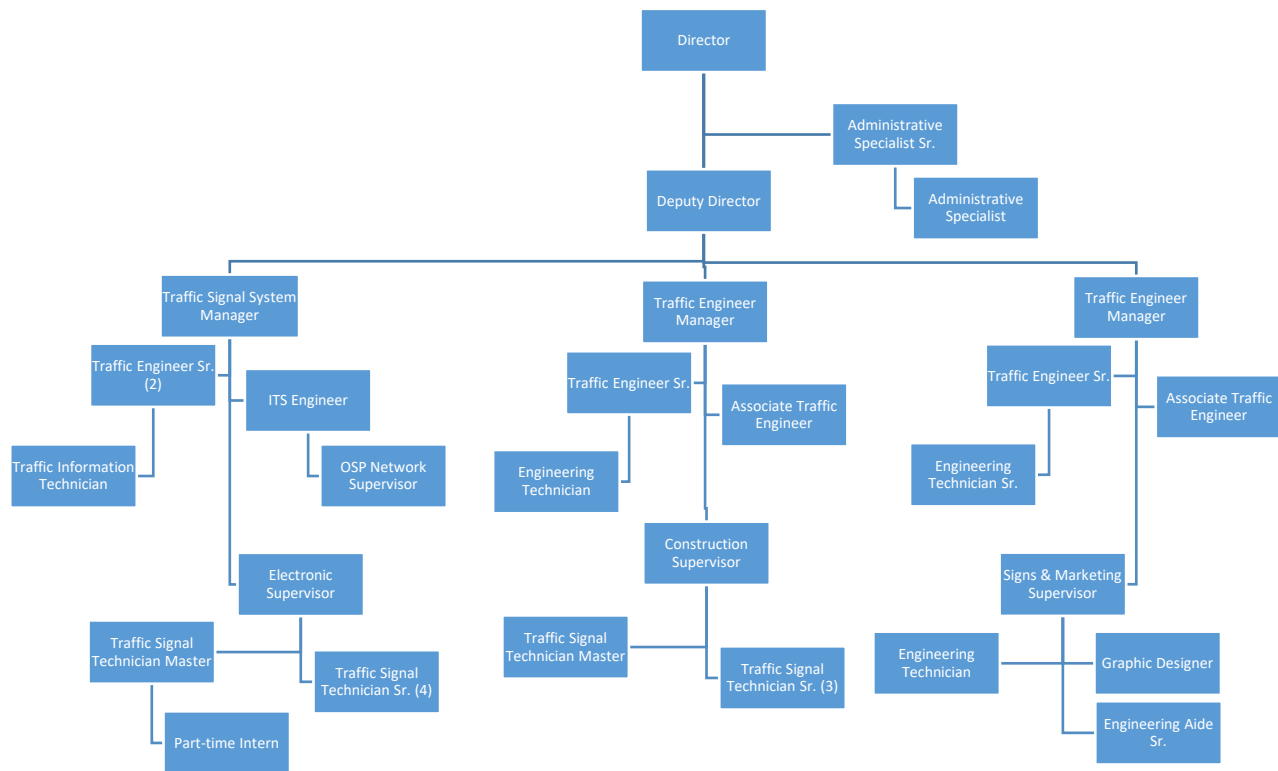 Director
Administrative
Specialist Sr.
Deputy Director
Administrative
Specialist
Traffic Signal System
Manager
Traffic Engineer
Manager
Traffic Engineer
Manager
Traffic Engineer Sr.
(2)
ITS Engineer
Traffic Information
Technician
OSP Network
Supervisor
Traffic Engineer Sr.
Associate Traffic
Engineer
Engineering
Technician
Traffic Engineer Sr.
Associate Traffic
Engineer
Engineering
Technician Sr.
Electronic
Supervisor
Traffic Signal
Technician Master
Traffic Signal
Technician Sr. (4)
Part-time Intern
Construction
Supervisor
Traffic Signal
Technician Master
Traffic Signal
Technician Sr. (3)
Signs & Marketing
Supervisor
Engineering
Technician
Graphic Designer
Engineering Aide
Sr.